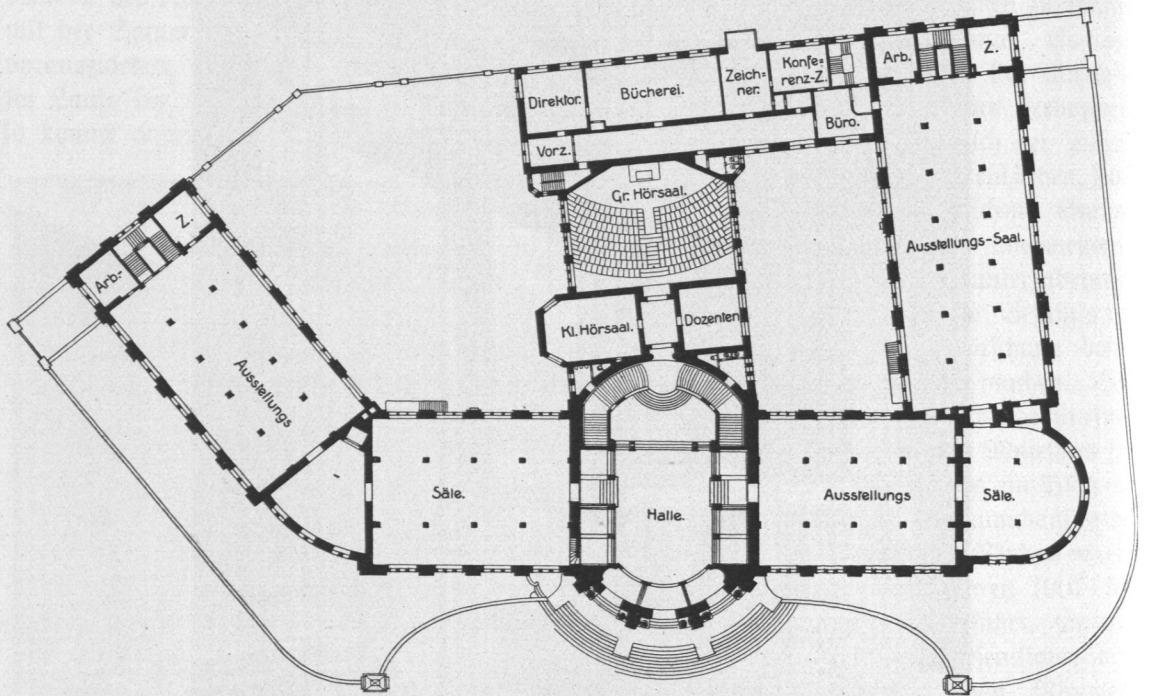 Direktor.
Bücherei.
Zeich=
ner.
Konfe=
renz-Z.
Arb.
Z.
Vorz.
Büro.
Gr. Hörsaal.
Z.
Arb.-
Ausstellungs-Saal.
Kl. Hörsaal.
Dozenten
Ausstellungs
Säle.
Halle.
Ausstellungs
Säle.